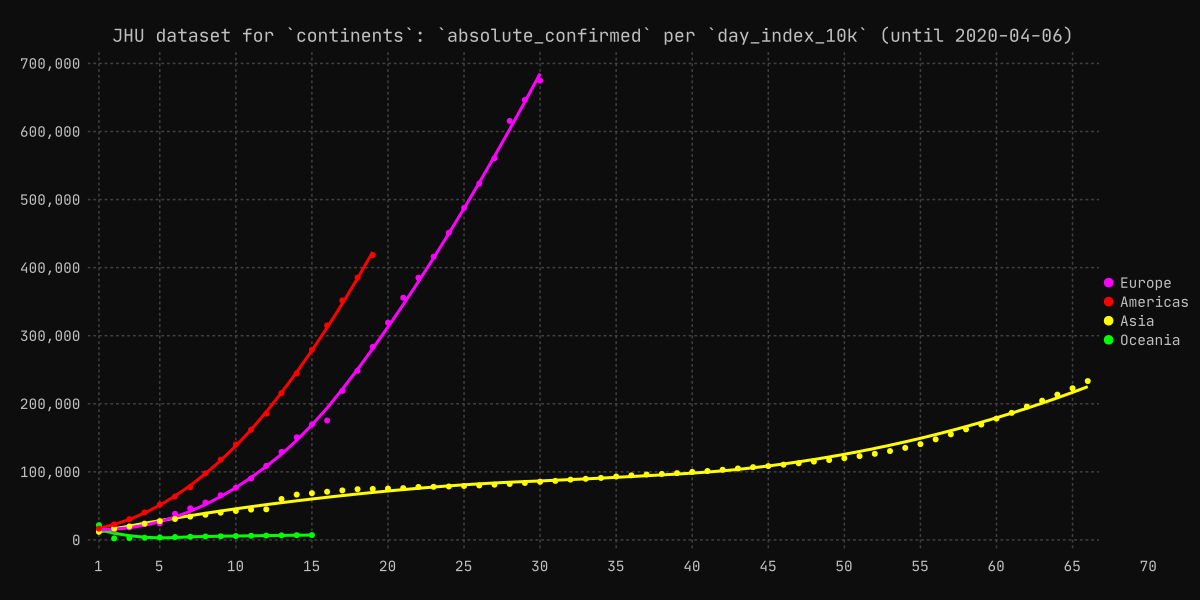 JHU dataset for `continents`: `absolute_confirmed` per `day_index_10k` (until 2020-04-06)
700,000
600,000
500,000
400,000
300,000
200,000
100,000
0
1 5 10 15 20 25 30 35 40 45 50 55 60 65 70
Europe
Americas
Asia
Oceania